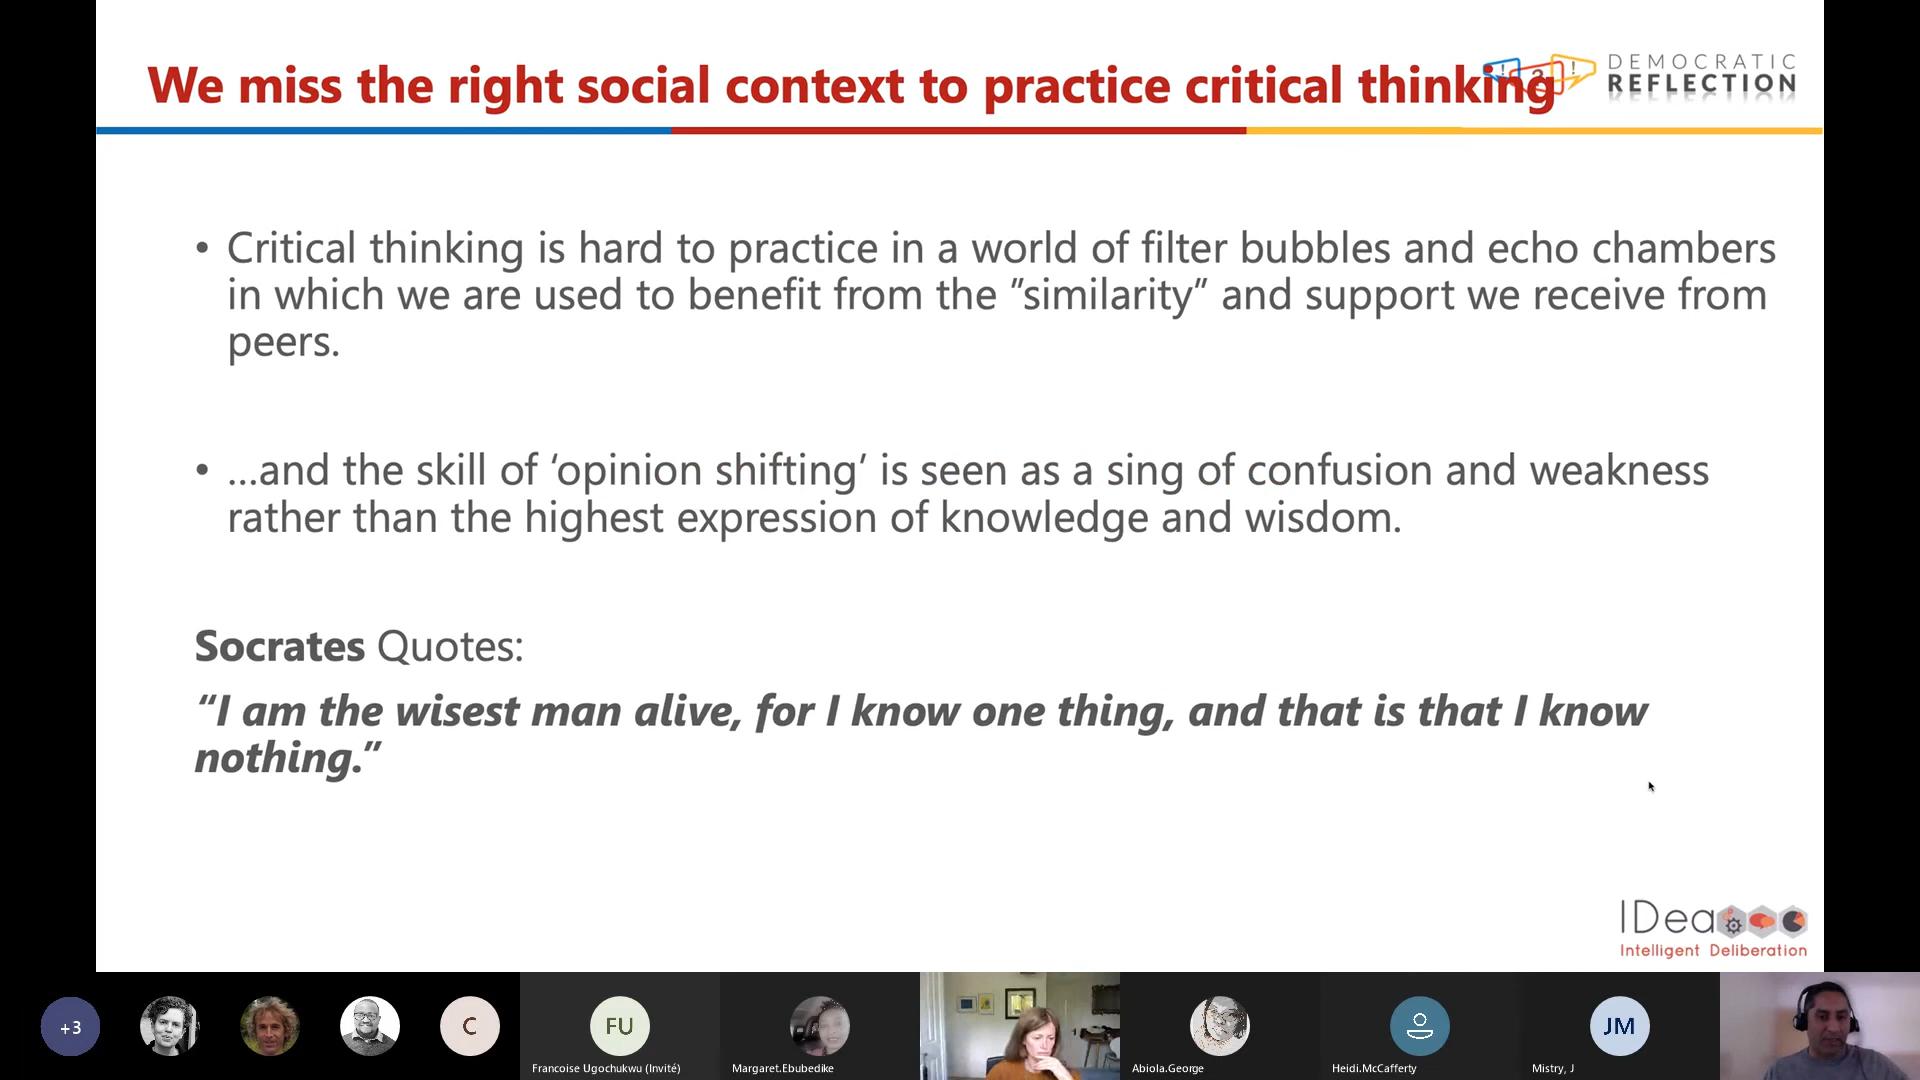 We miss the right social context to practice critical thinking
DEMOCRATIC
REFLECTION
• Critical thinking is hard to practice in a world of filter bubbles and echo chambers
in which we are used to benefit from the ”similarity” and support we receive from
peers.
• …and the skill of ‘opinion shifting’ is seen as a sing of confusion and weakness
rather than the highest expression of knowledge and wisdom.
Socrates Quotes:
“I am the wisest man alive, for I know one thing, and that is that I know
nothing.”
IDea
Intelligent Deliberation
+3
C
FU
JM
Francoise Ugochukwu (Invité)
Margaret.Ebubedike
Abiola.George
Heidi.McCafferty
Mistry, J